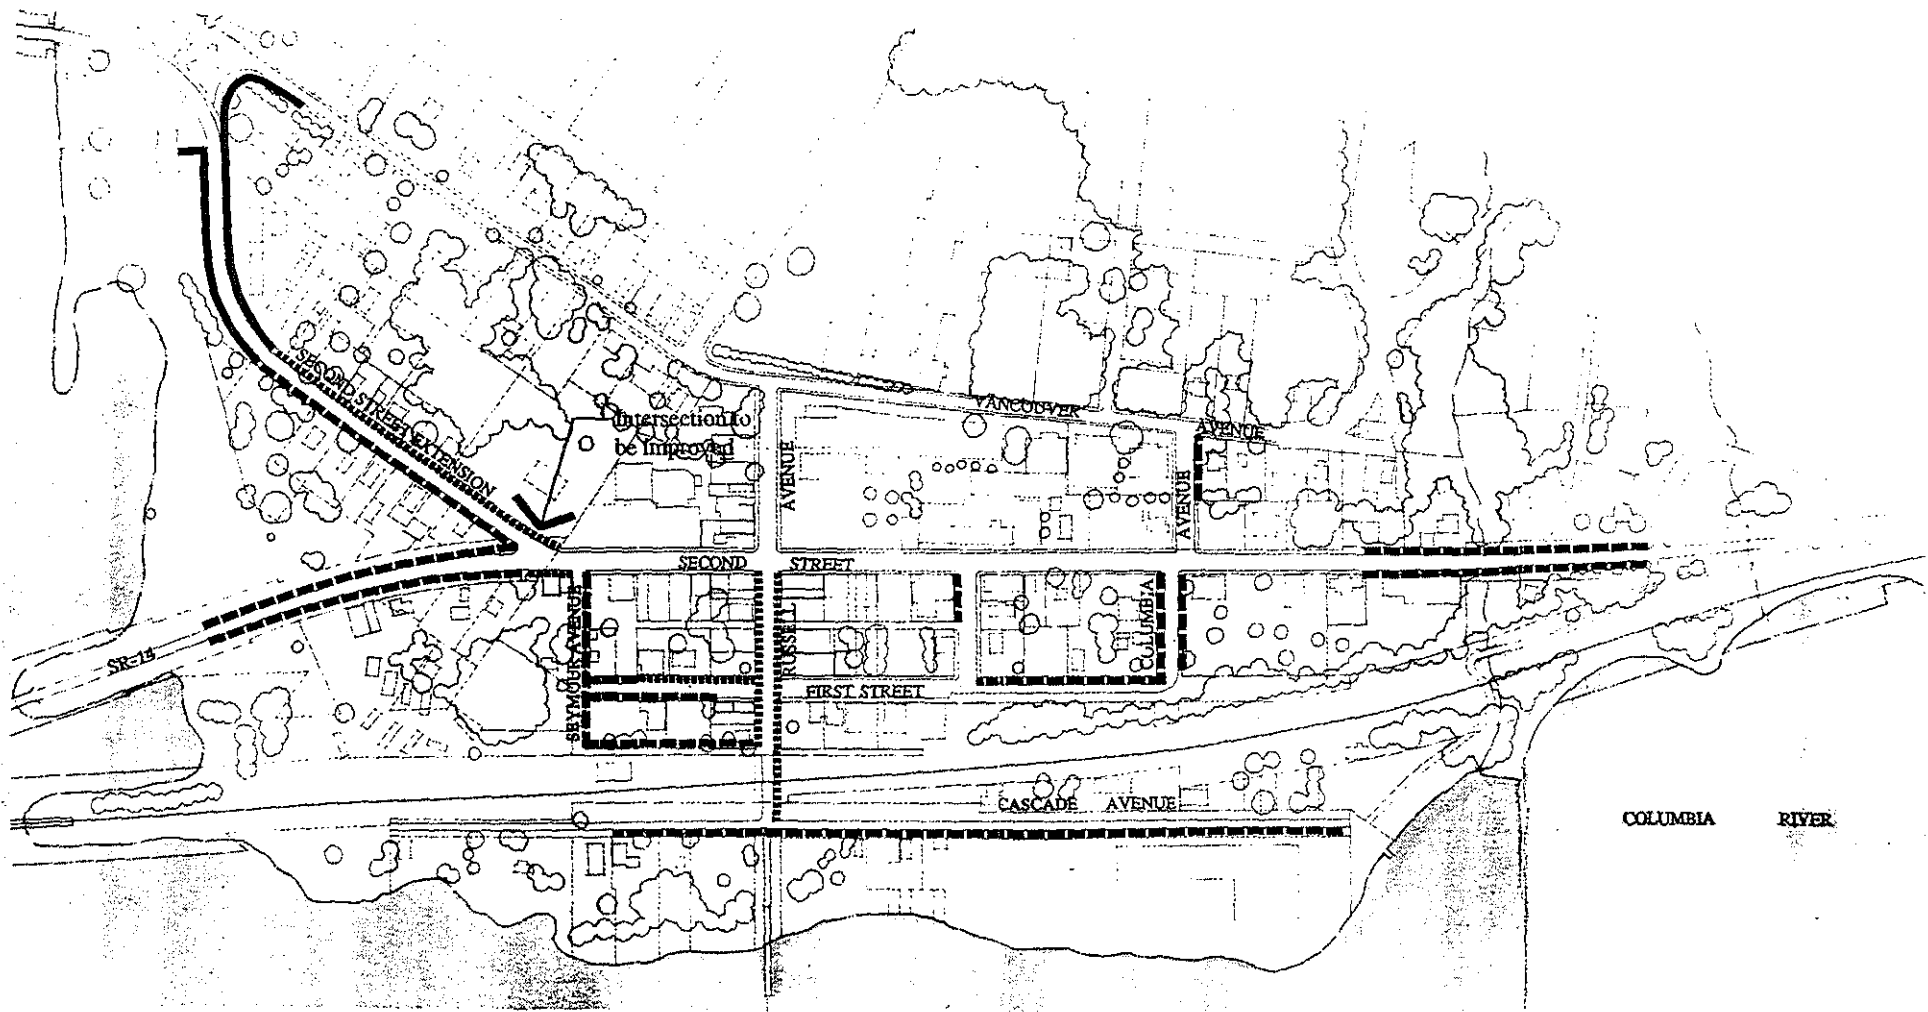 SECOND STREET EXTENSION
Intersection to
be Improved
VANCOUVER
AVENUE
AVENUE
AVENUE
SECOND STREET
SR-14
SEYMOUR AVENUE
RUSSELL
COLUMBIA
FIRST STREET
CASCADE AVENUE
COLUMBIA RIVER